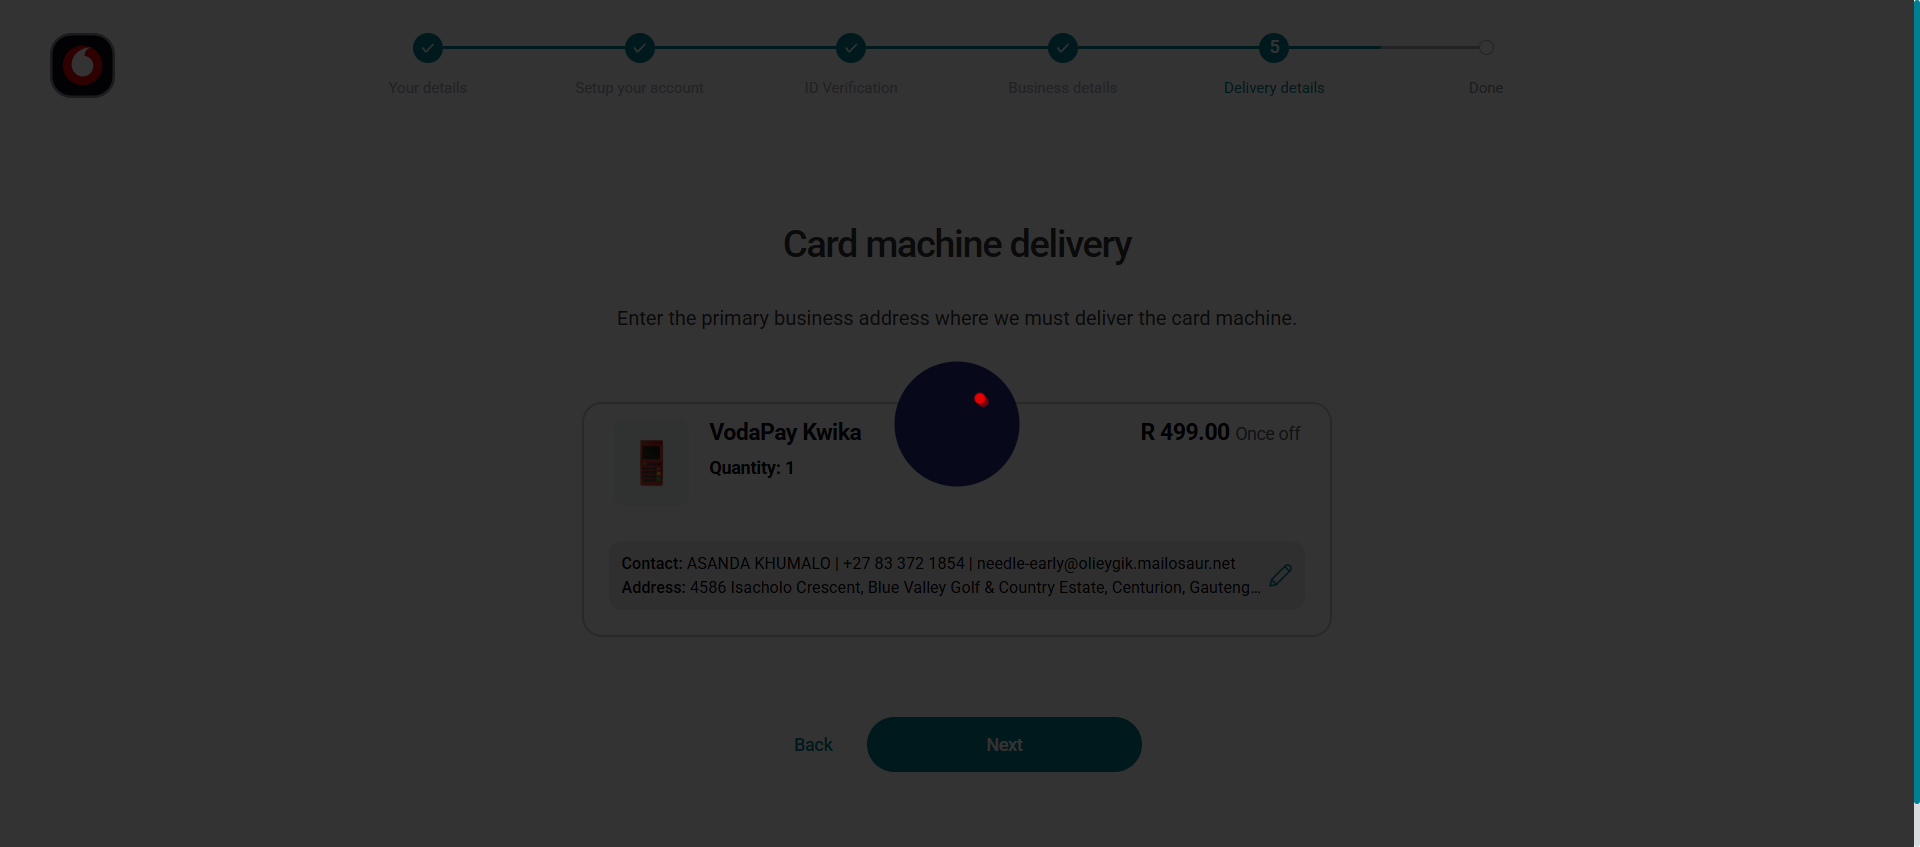 5
Your details
Setup your account
ID Verification
Business details
Delivery details
Done
Card machine delivery
Enter the primary business address where we must deliver the card machine.
VodaPay Kwika
R 499.00 Once off
Quantity: 1
Contact: ASANDA KHUMALO | +27 83 372 1854 | needle-early@olieygik.mailosaur.net
Address: 4586 Isacholo Crescent, Blue Valley Golf & Country Estate, Centurion, Gauteng...
Back
Next